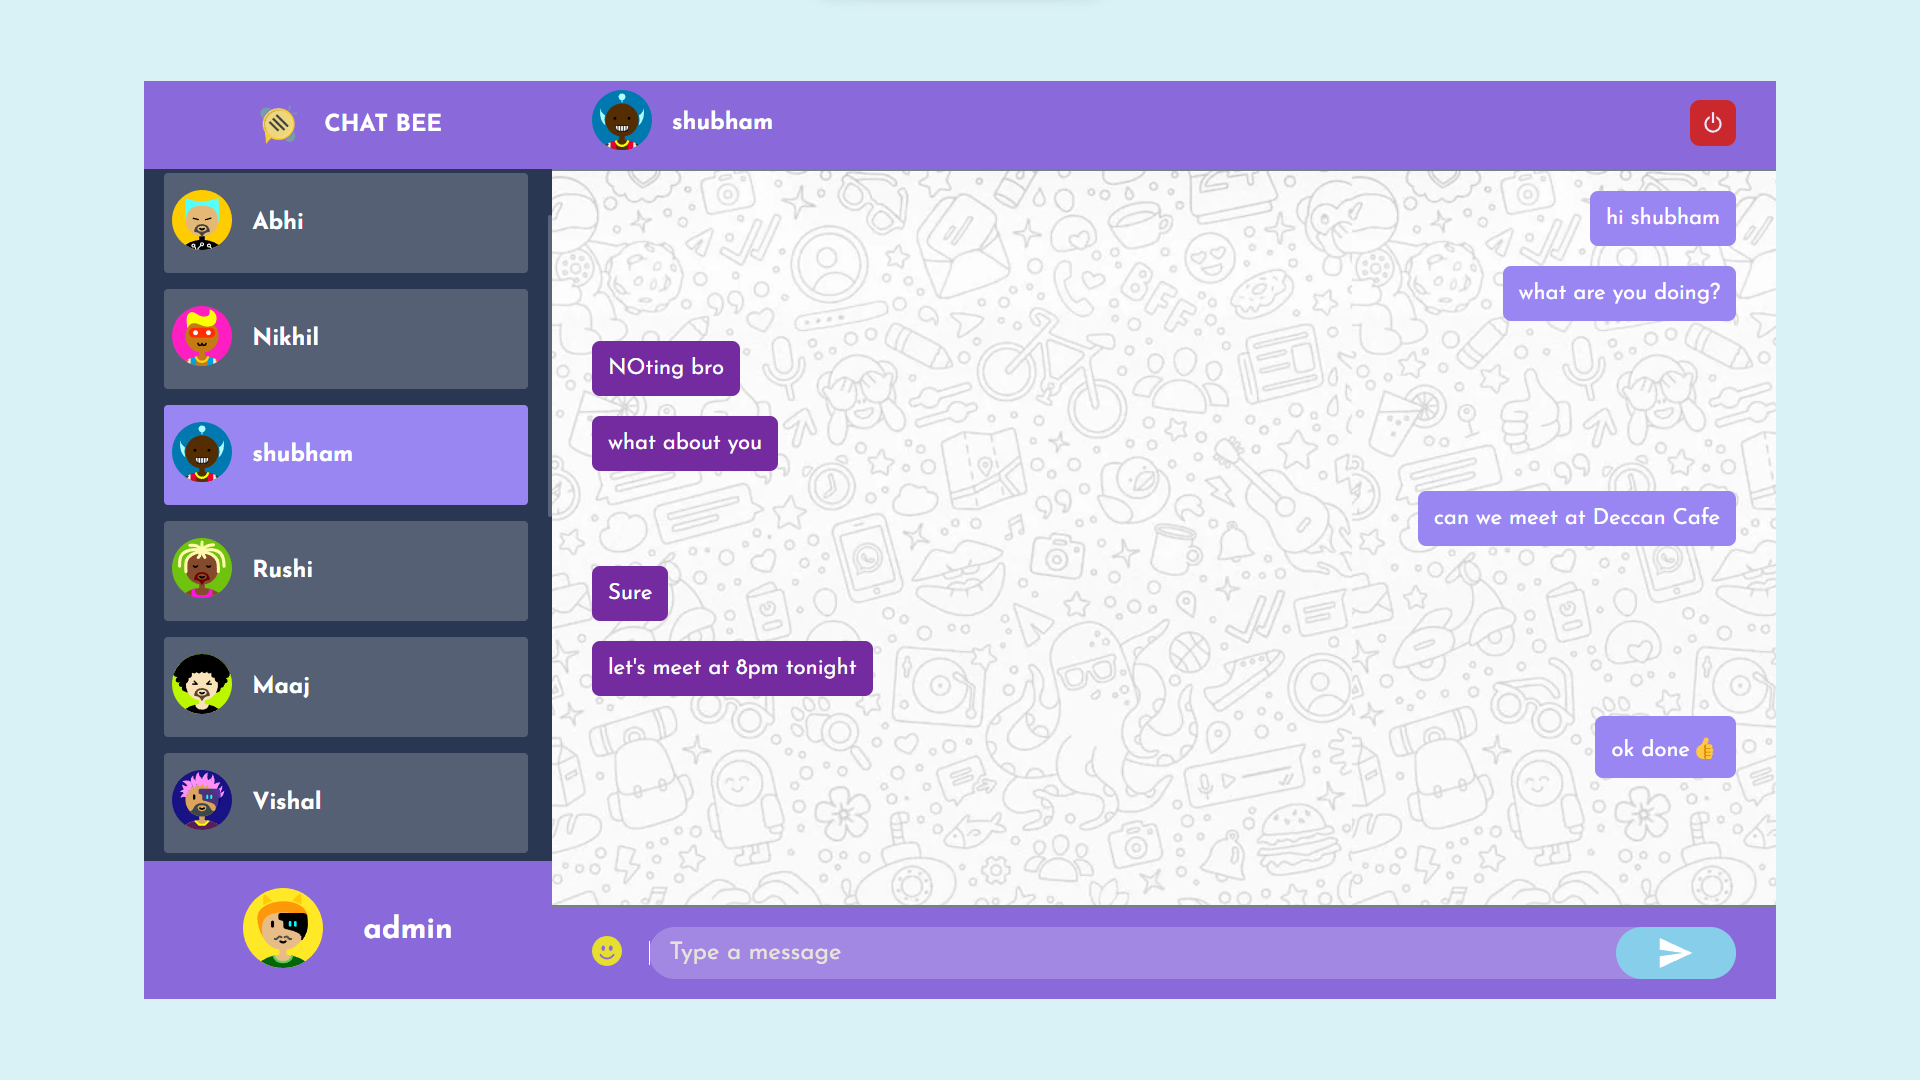 CHAT BEE
shubham
Abhi
Nikhil
shubham
Rushi
Maaj
Vishal
admin
hi shubham
what are you doing?
NOting bro
what about you
can we meet at Deccan Cafe
Sure
let's meet at 8pm tonight
ok done👍
Type a message
BFF